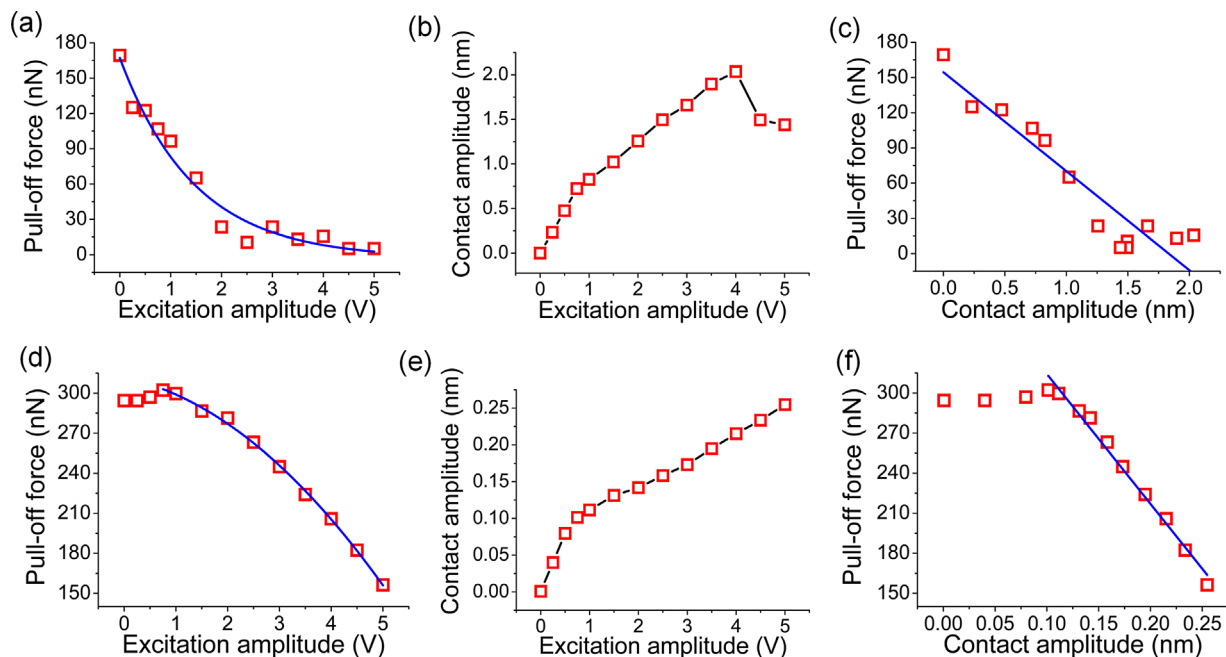 (a)
Pull-off force (nN)
180
150
120
90
60
30
0
0 1 2 3 4 5
Excitation amplitude (V)
(b)
Contact amplitude (nm)
2.0
1.5
1.0
0.5
0.0
0 1 2 3 4 5
Excitation amplitude (V)
(c)
Pull-off force (nN)
180
150
120
90
60
30
0
0.0 0.5 1.0 1.5 2.0
Contact amplitude (nm)
(d)
Pull-off force (nN)
300
270
240
210
180
150
0 1 2 3 4 5
Excitation amplitude (V)
(e)
Contact amplitude (nm)
0.25
0.20
0.15
0.10
0.05
0.00
0 1 2 3 4 5
Excitation amplitude (V)
(f)
Pull-off force (nN)
300
270
240
210
180
150
0.00 0.05 0.10 0.15 0.20 0.25
Contact amplitude (nm)